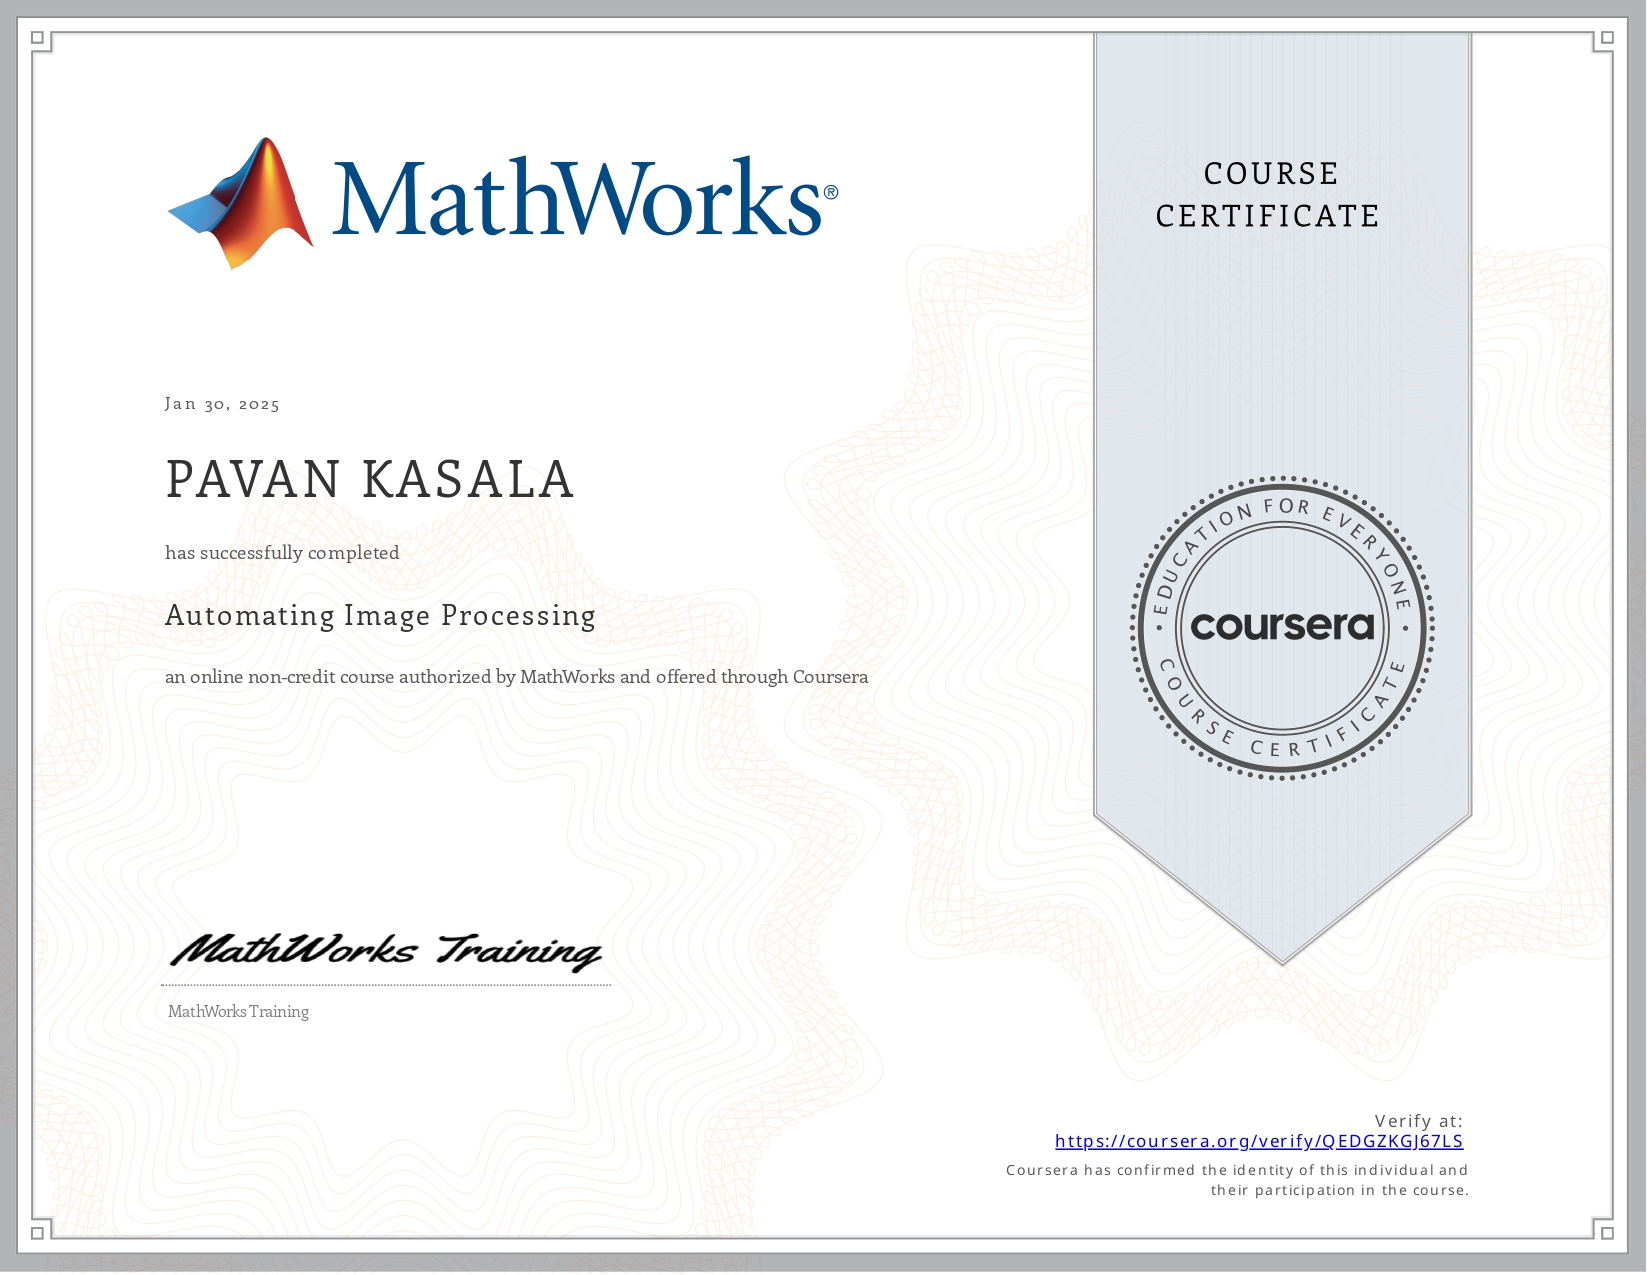 MathWorks®
COURSE
CERTIFICATE
Jan 30, 2025
PAVAN KASALA
has successfully completed
Automating Image Processing
an online non-credit course authorized by MathWorks and offered through Coursera
EDUCATION FOR EVERYONE
coursera
COURSE CERTIFICATE
MathWorks Training
MathWorks Training
Verify at:
https://coursera.org/verify/QEDGZKGJ67LS
Coursera has confirmed the identity of this individual and
their participation in the course.